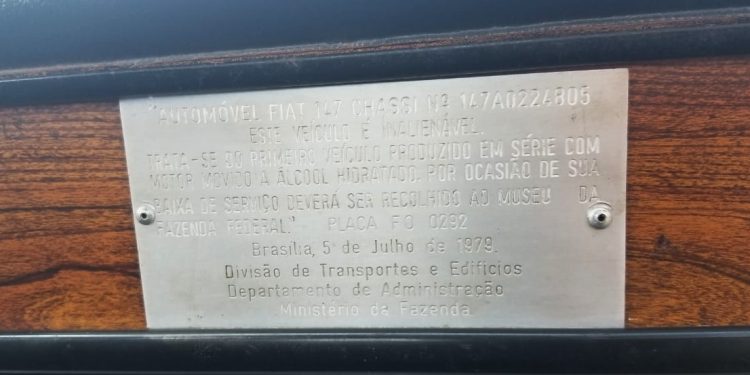 "AUTOMÓVEL FIAT 147 CHASSI Nº 147A0224805
ESTE VEÍCULO É INALIENÁVEL.
TRATA-SE DO PRIMEIRO VEÍCULO PRODUZIDO EM SÉRIE COM
MOTOR MOVIDO A ÁLCOOL HIDRATADO. POR OCASIÃO DE SUA
BAIXA DE SERVIÇO DEVERÁ SER RECOLHIDO AO MUSEU DA
FAZENDA FEDERAL." PLACA FO 0292
Brasília, 5 de Julho de 1979.
Divisão de Transportes e Edifícios
Departamento de Administração
Ministério da Fazenda